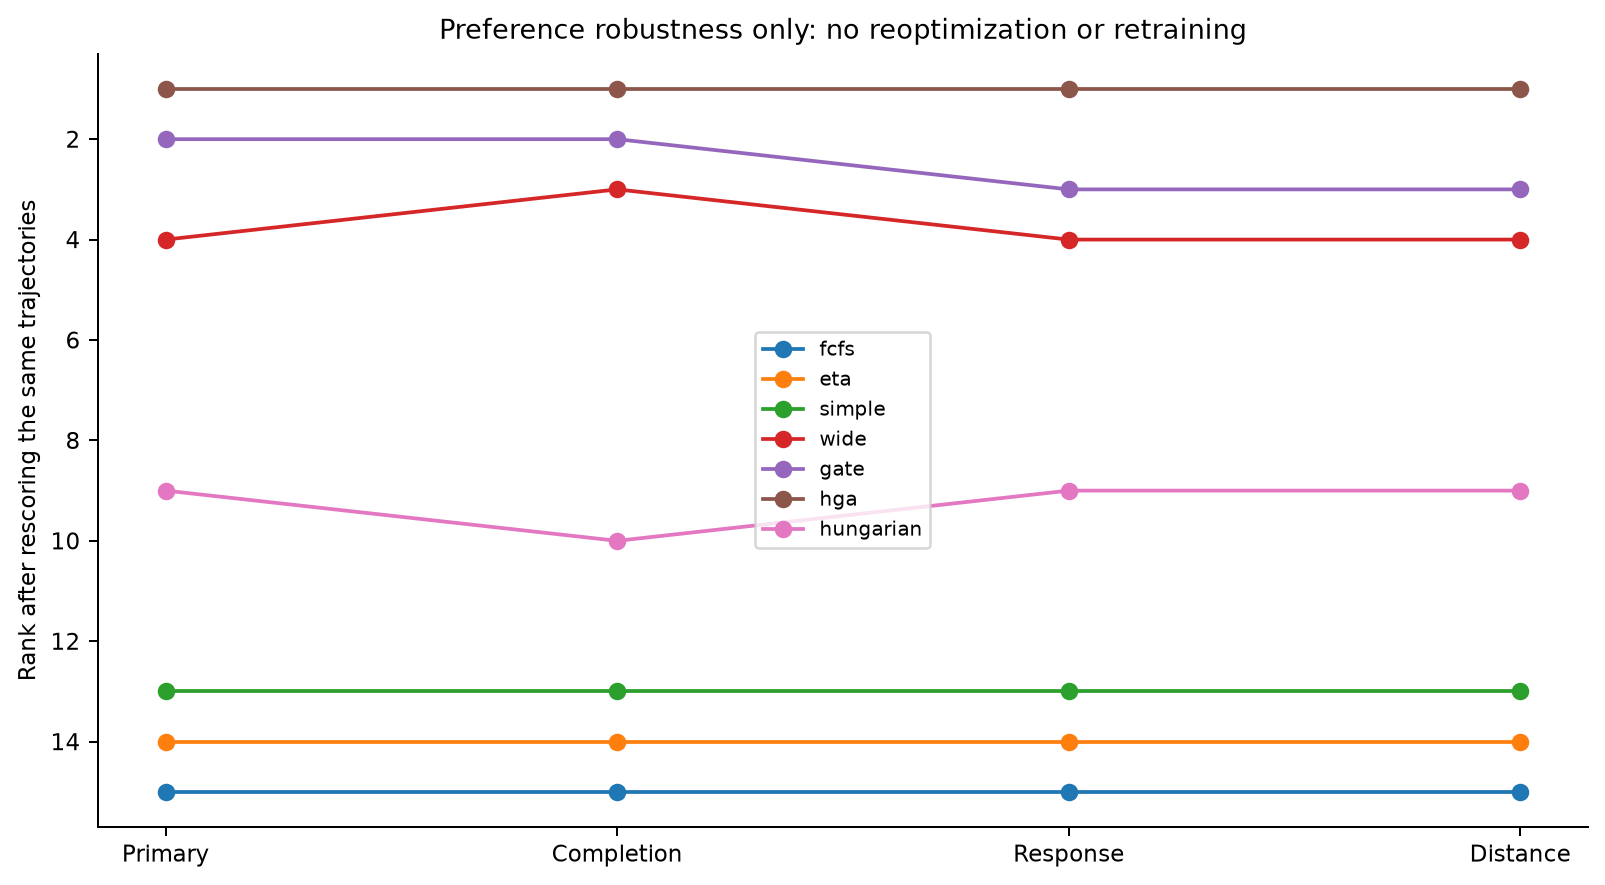 Preference robustness only: no reoptimization or retraining
Rank after rescoring the same trajectories
2
4
6
8
10
12
14
fcfs
eta
simple
wide
gate
hga
hungarian
Primary
Completion
Response
Distance